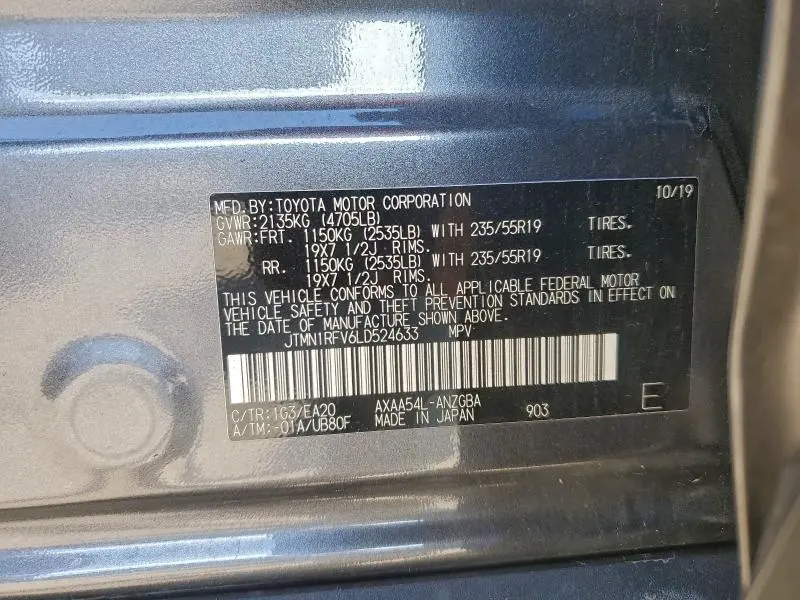 MFD.BY:TOYOTA MOTOR CORPORATION 10/19
GVWR:2135KG (4705LB)
GAWR:FRT. 1150KG (2535LB) WITH 235/55R19 TIRES.
19X7 1/2J RIMS.
RR. 1150KG (2535LB) WITH 235/55R19 TIRES.
19X7 1/2J RIMS.
THIS VEHICLE CONFORMS TO ALL APPLICABLE FEDERAL MOTOR
VEHICLE SAFETY AND THEFT PREVENTION STANDARDS IN EFFECT ON
THE DATE OF MANUFACTURE SHOWN ABOVE.
JTMN1RFV6LD524633 MPV
C/TR:1G3/EA20 AXAA54L-ANZGBA
A/TM:-01A/UB80F MADE IN JAPAN 903 E